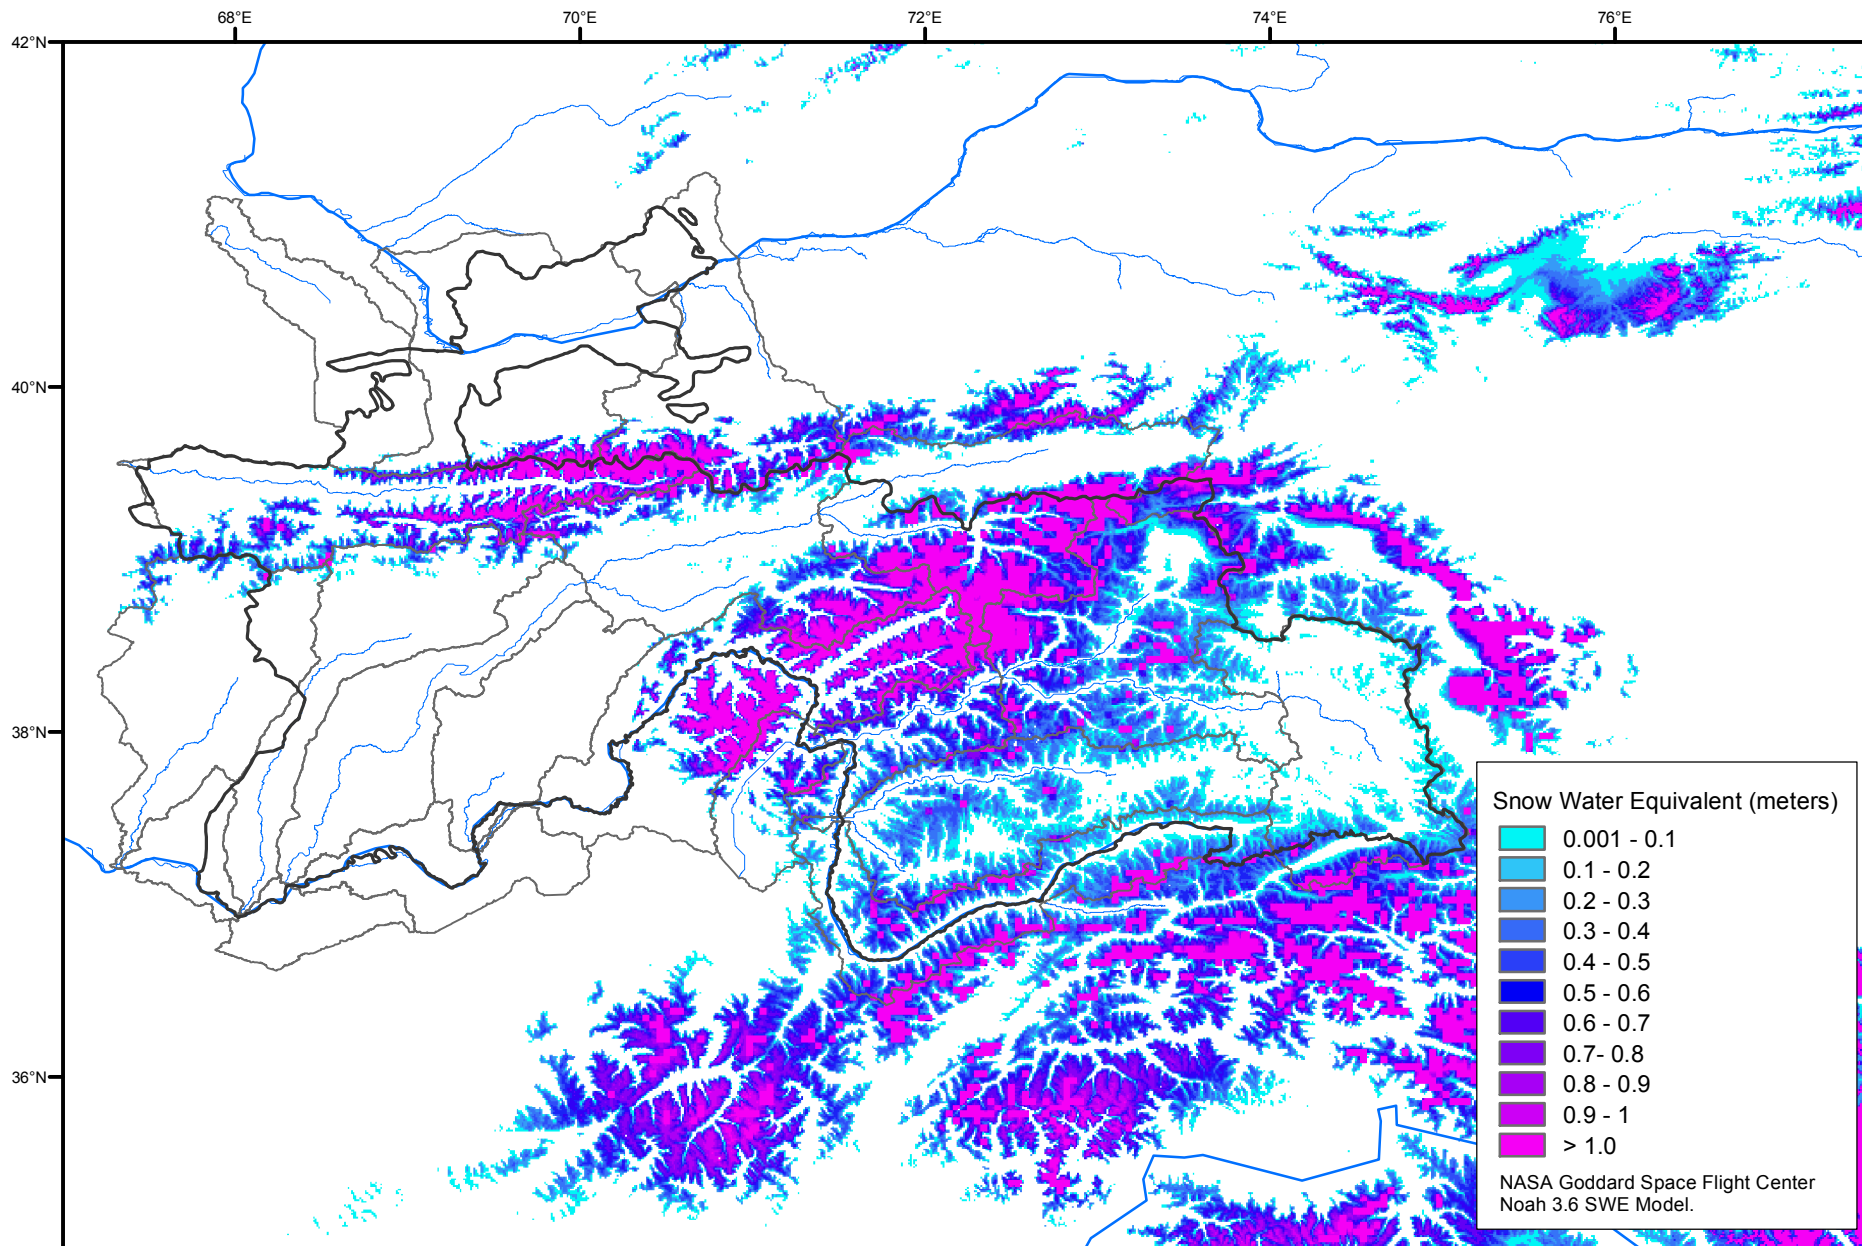 68°E
70°E
72°E
74°E
76°E
42°N
40°N
38°N
36°N
Snow Water Equivalent (meters)
0.001 - 0.1
0.1 - 0.2
0.2 - 0.3
0.3 - 0.4
0.4 - 0.5
0.5 - 0.6
0.6 - 0.7
0.7- 0.8
0.8 - 0.9
0.9 - 1
> 1.0
NASA Goddard Space Flight Center
Noah 3.6 SWE Model.